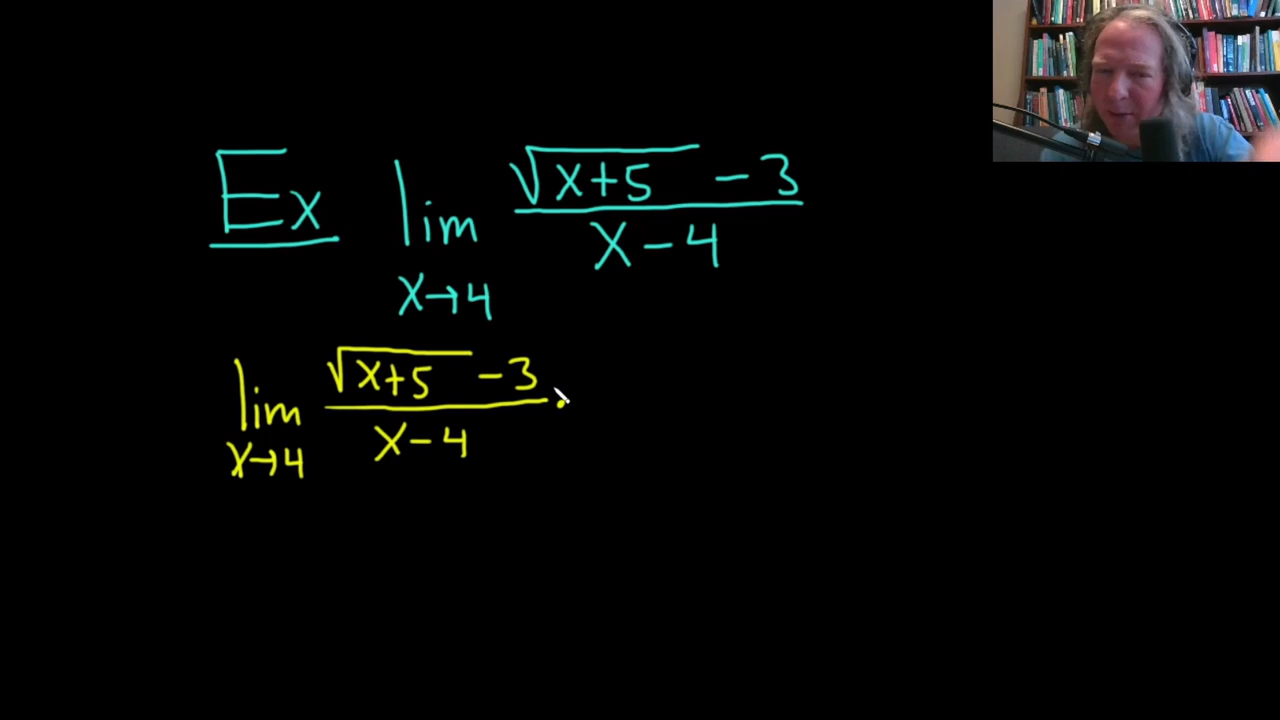 Ex lim x→4 (√(x+5) - 3)/(x-4)
lim x→4 (√(x+5) - 3)/(x-4) ·